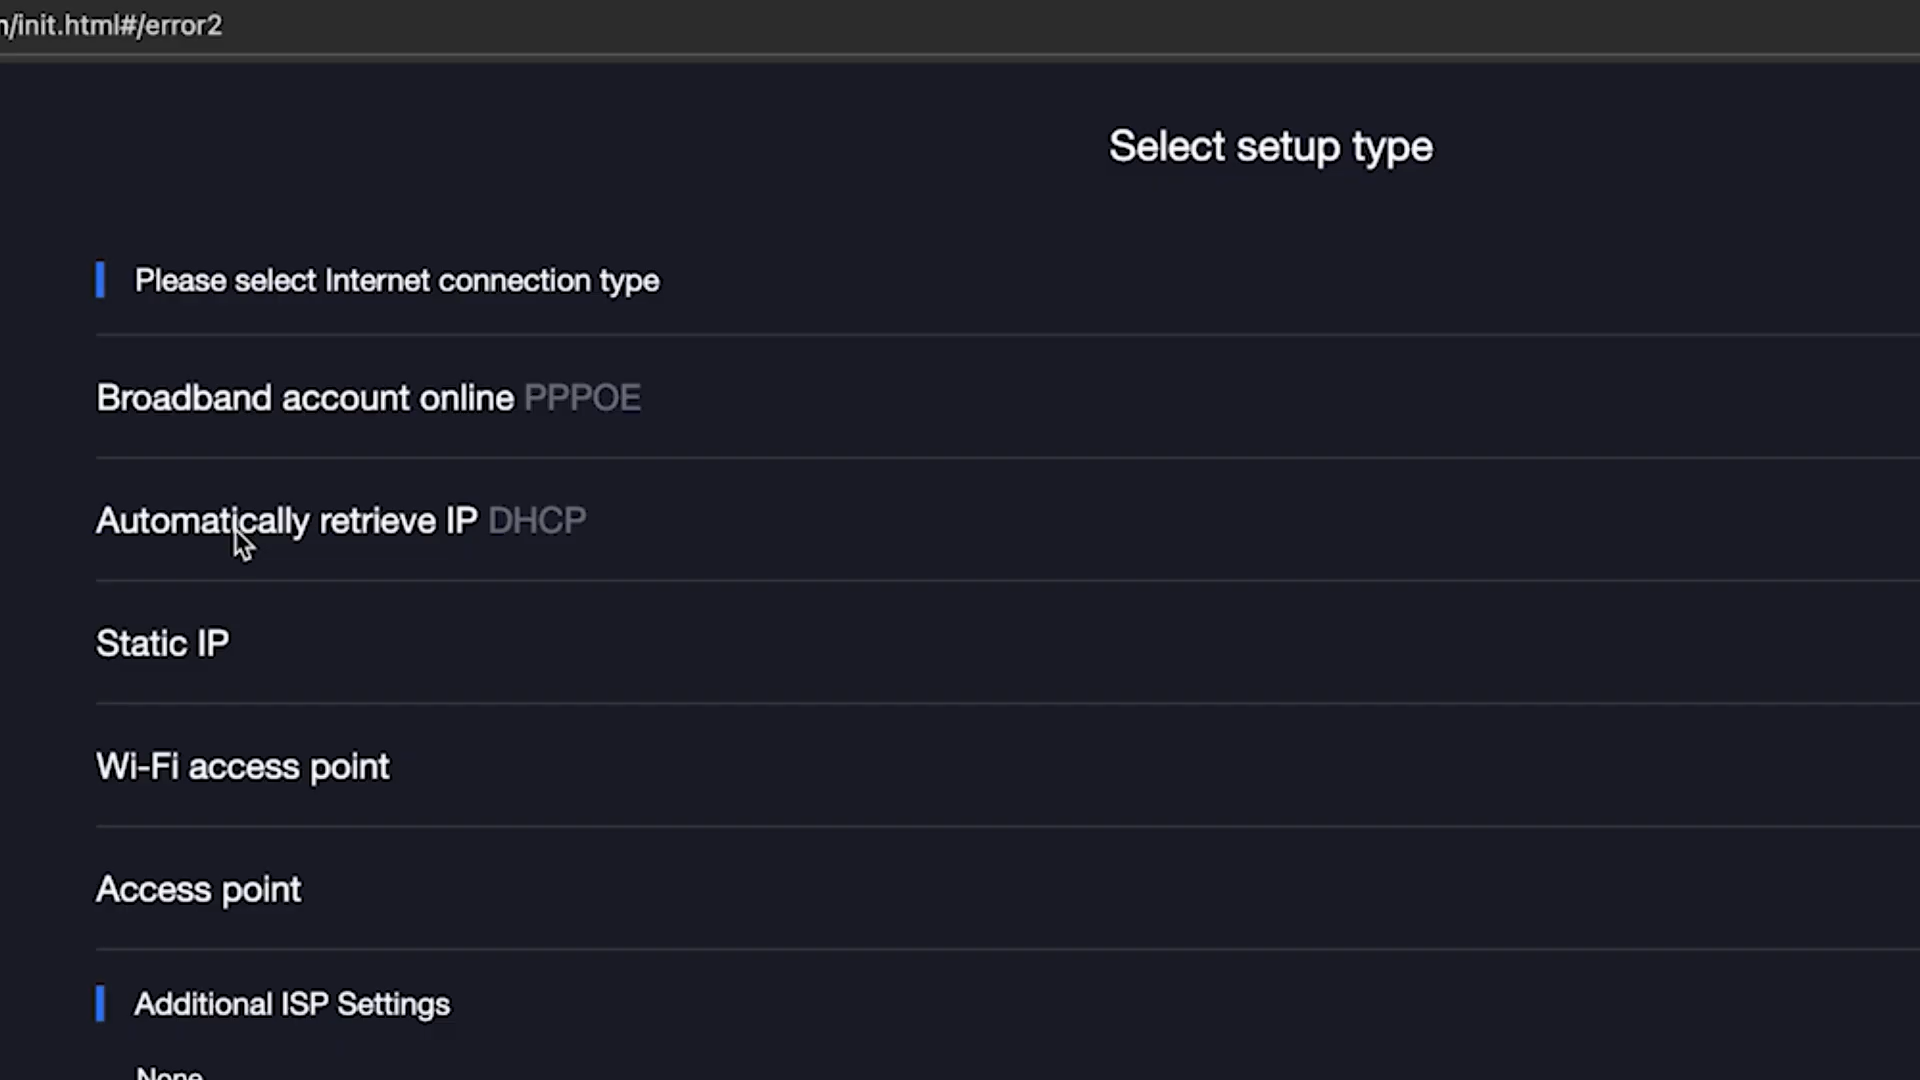 /init.html#/error2
Select setup type
Please select Internet connection type
Broadband account online PPPOE
Automatically retrieve IP DHCP
Static IP
Wi-Fi access point
Access point
Additional ISP Settings
None